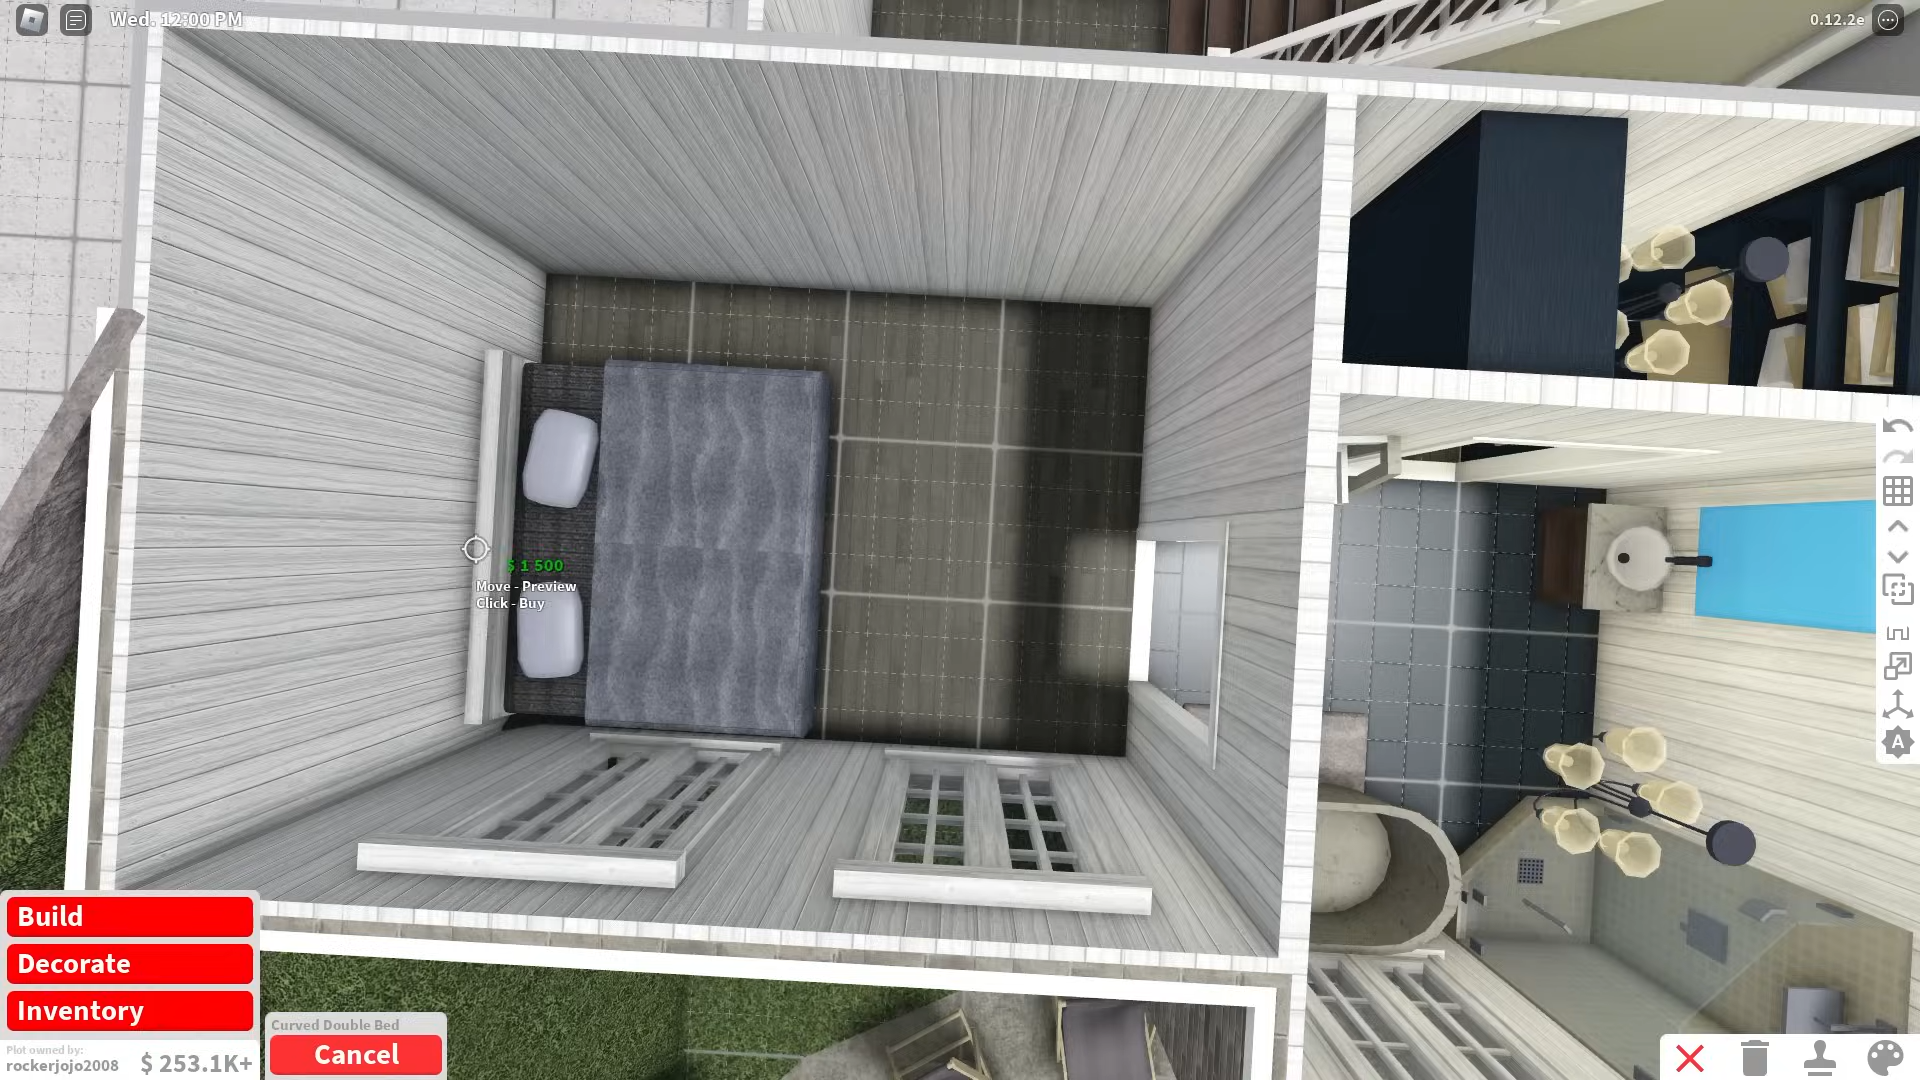 Wed. 12:00 PM
0.12.2e
$ 1 500
Move - Preview
Click - Buy
A
Build
Decorate
Inventory
Plot owned by:
rockerjojo2008
$ 253.1K+
Curved Double Bed
Cancel